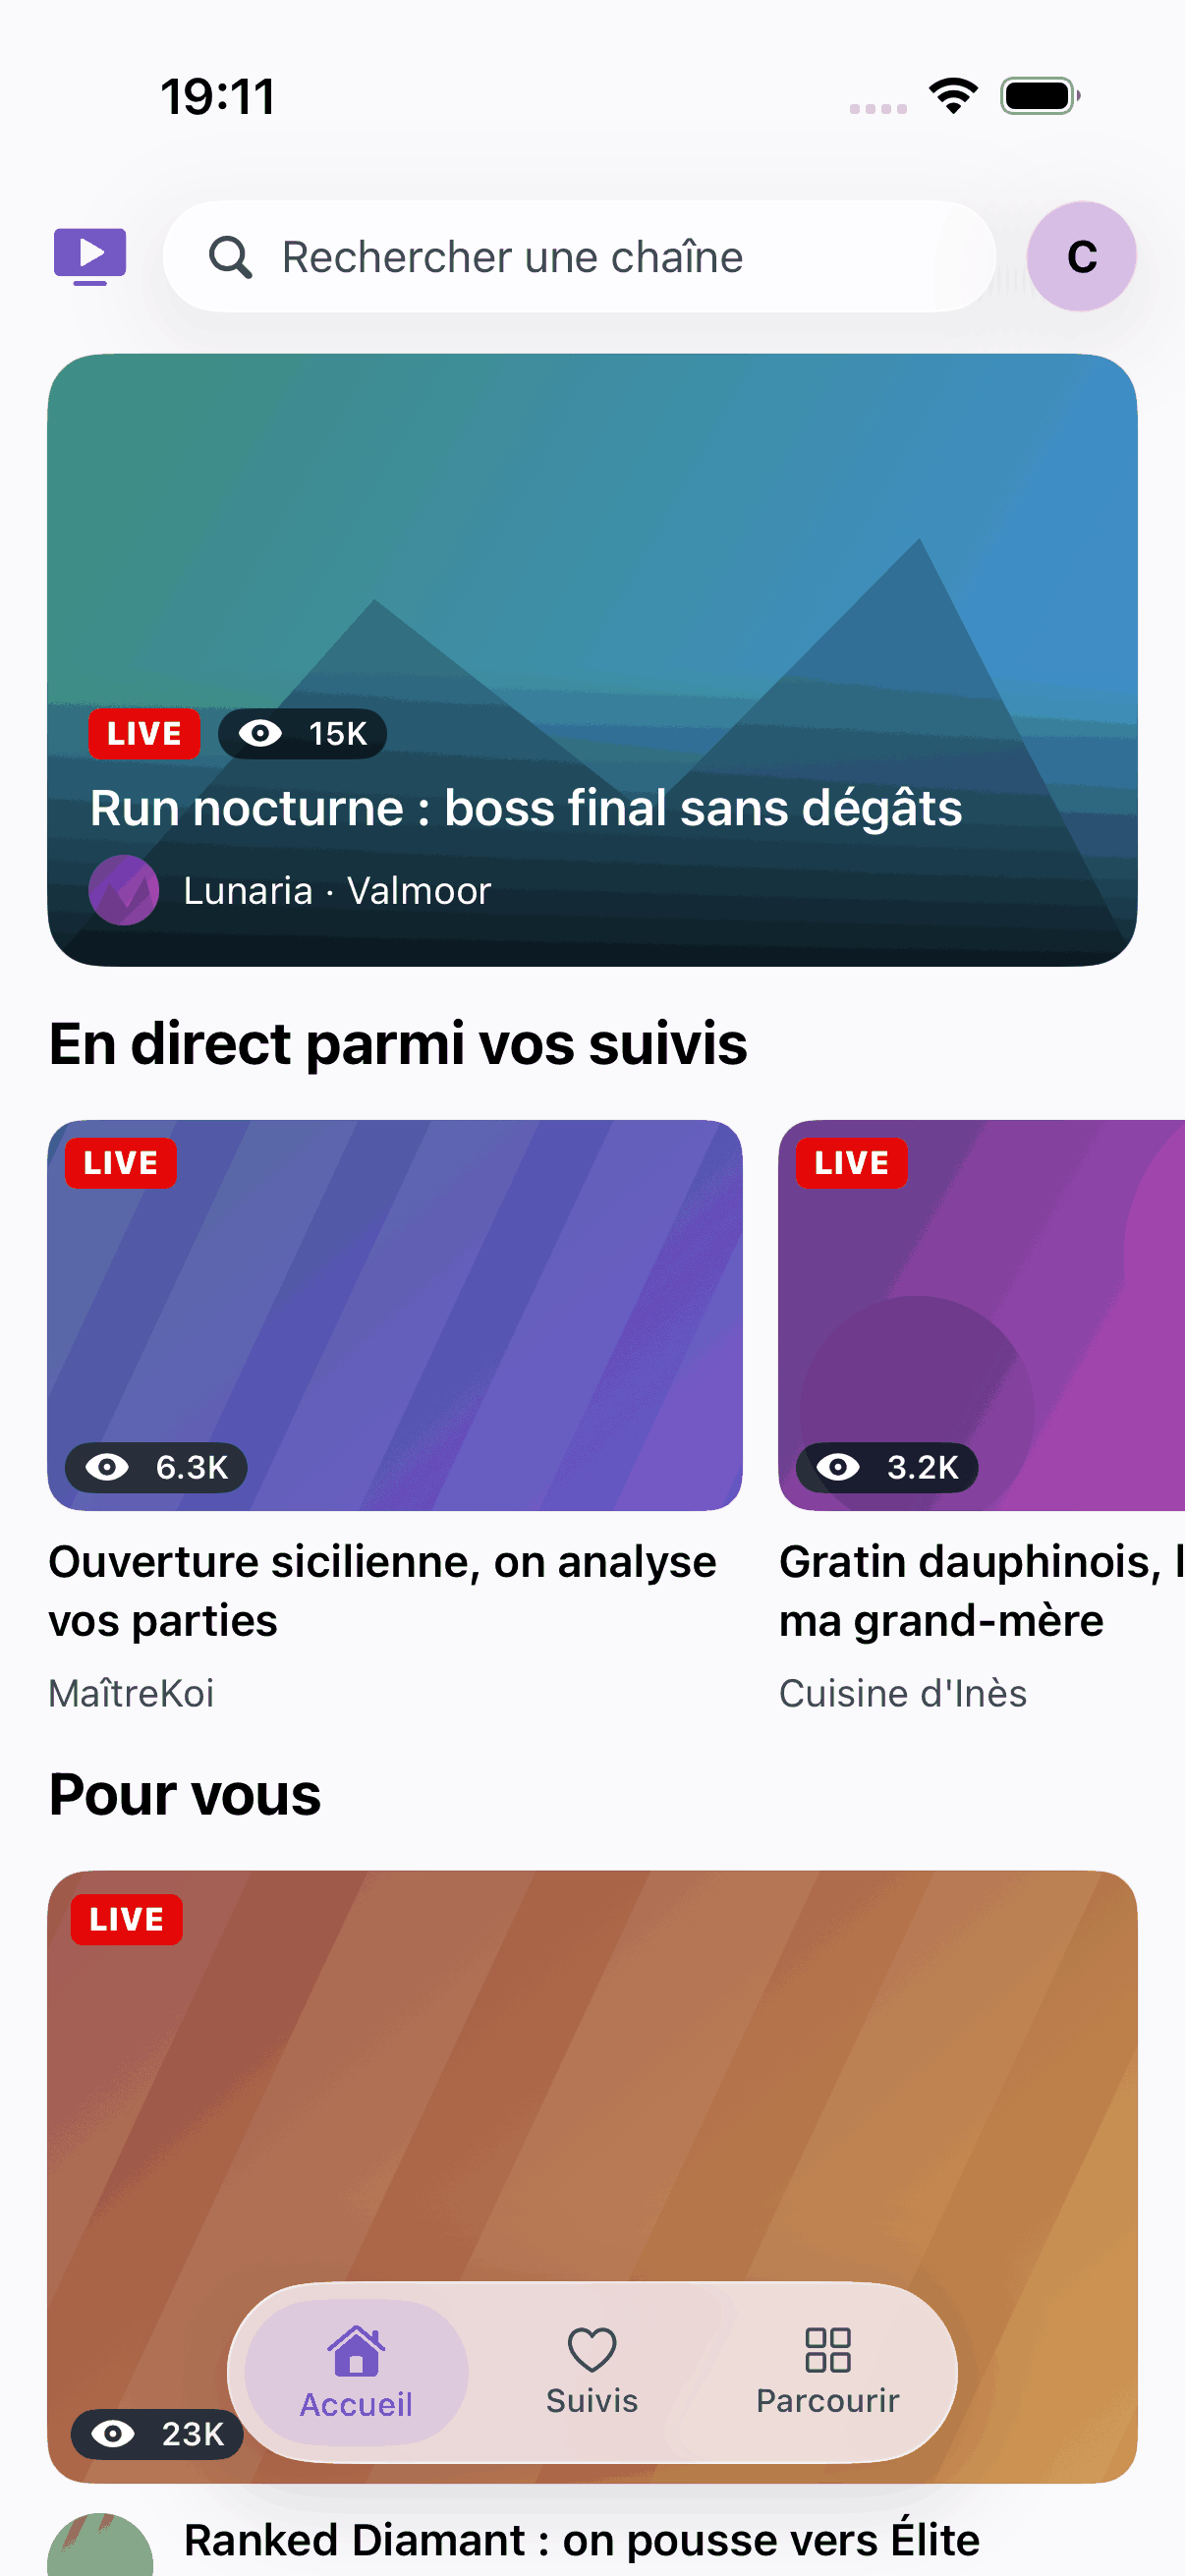 19:11
Rechercher une chaîne
C
LIVE
15K
Run nocturne : boss final sans dégâts
Lunaria · Valmoor
En direct parmi vos suivis
LIVE
6.3K
Ouverture sicilienne, on analyse
vos parties
MaîtreKoi
LIVE
3.2K
Gratin dauphinois,
ma grand-mère
Cuisine d'Inès
Pour vous
LIVE
23K
Accueil
Suivis
Parcourir
Ranked Diamant : on pousse vers Élite